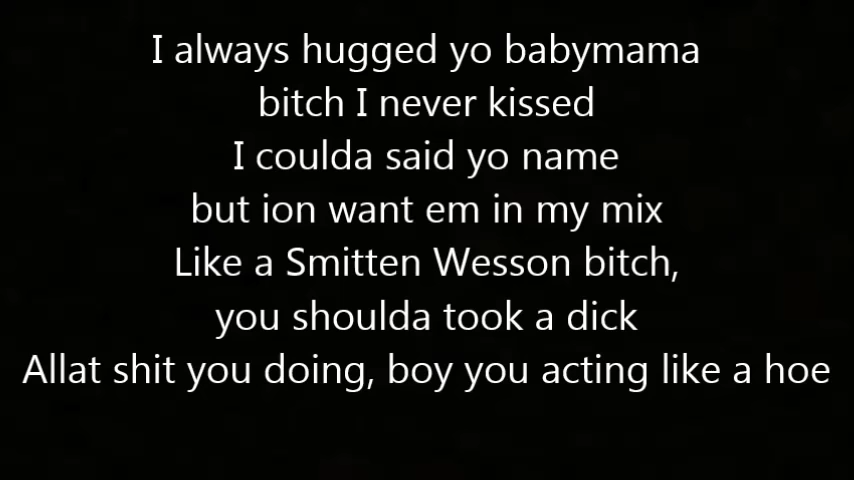 I always hugged yo babymama
bitch I never kissed
I coulda said yo name
but ion want em in my mix
Like a Smitten Wesson bitch,
you shoulda took a dick
Allat shit you doing, boy you acting like a hoe